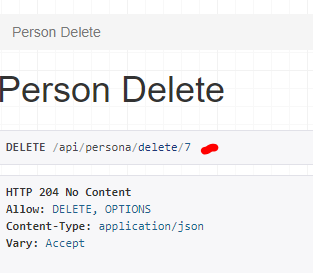 Person Delete
Person Delete
DELETE /api/persona/delete/7
HTTP 204 No Content
Allow: DELETE, OPTIONS
Content-Type: application/json
Vary: Accept